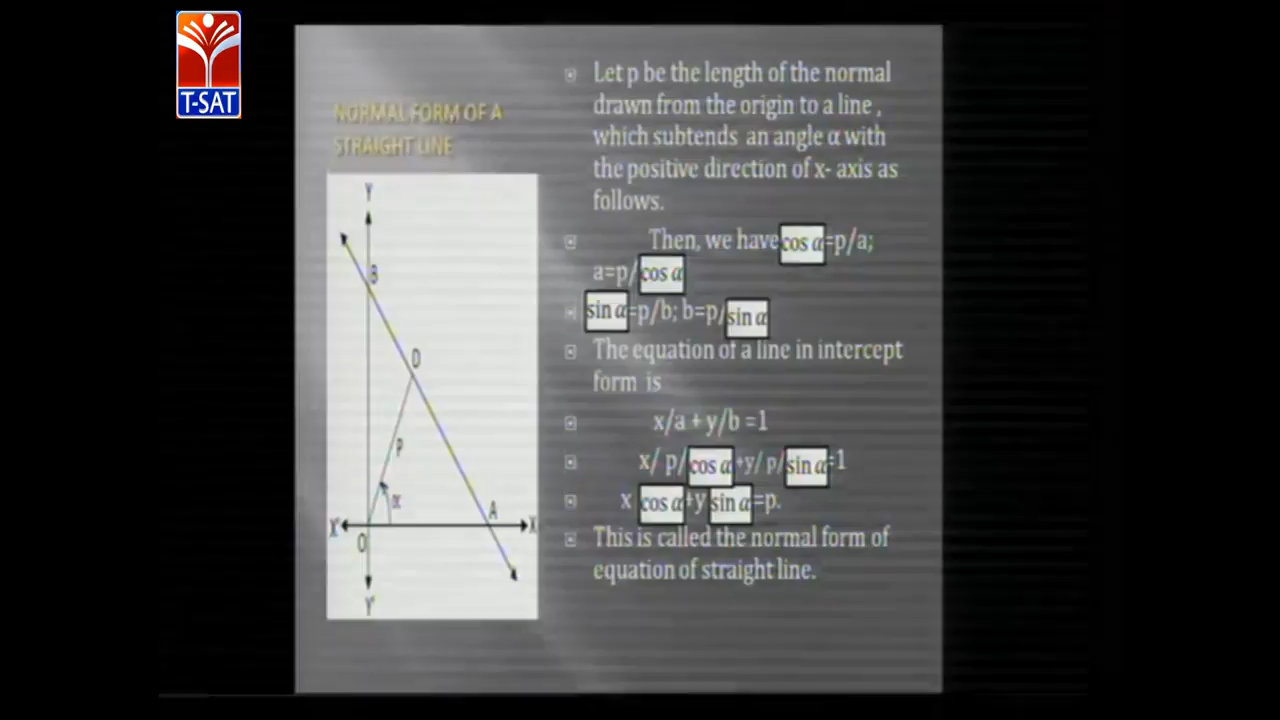 T-SAT
NORMAL FORM OF A
STRAIGHT LINE
Y
B
D
P
α
A
X'
X
O
Y'
Let p be the length of the normal
drawn from the origin to a line ,
which subtends an angle α with
the positive direction of x- axis as
follows.
Then, we have cos α=p/a;
a=p/cos α
sin α=p/b; b=p/sin α
The equation of a line in intercept
form is
x/a + y/b =1
x/ p/cos α+y/ p/sin α=1
x cos α+y sin α=p.
This is called the normal form of
equation of straight line.